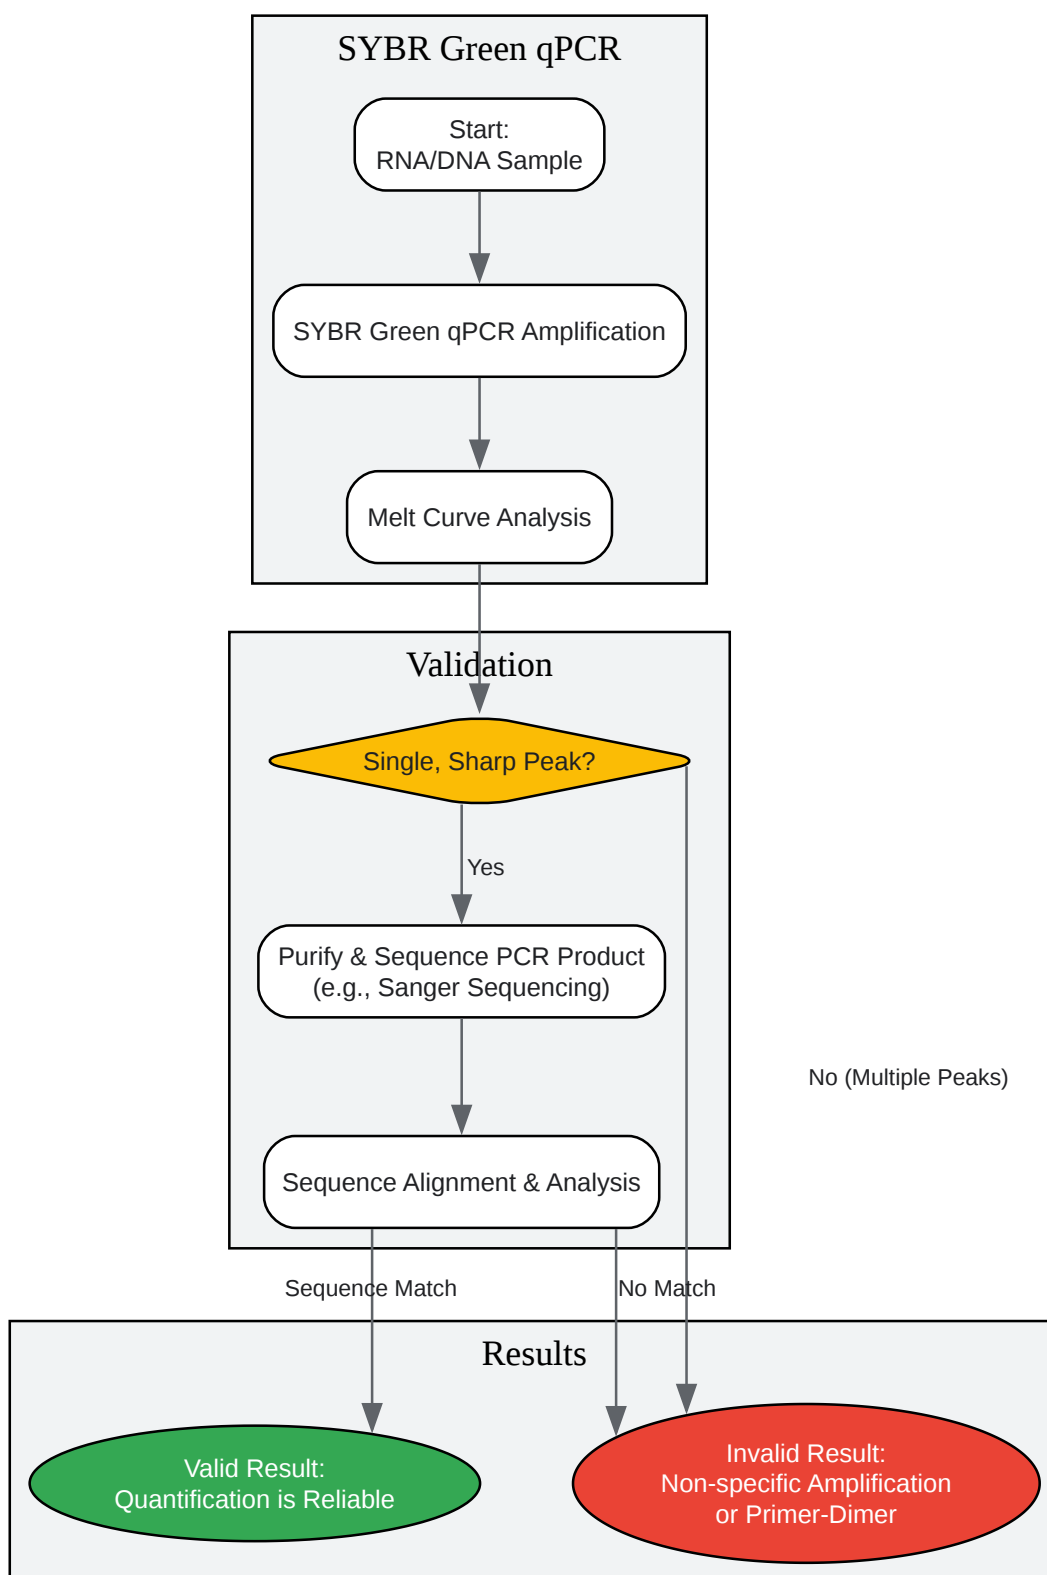 SYBR Green qPCR
Start:
RNA/DNA Sample
SYBR Green qPCR Amplification
Melt Curve Analysis
Validation
Single, Sharp Peak?
Yes
Purify & Sequence PCR Product
(e.g., Sanger Sequencing)
No (Multiple Peaks)
Sequence Alignment & Analysis
Sequence Match
No Match
Results
Valid Result:
Quantification is Reliable
Invalid Result:
Non-specific Amplification
or Primer-Dimer